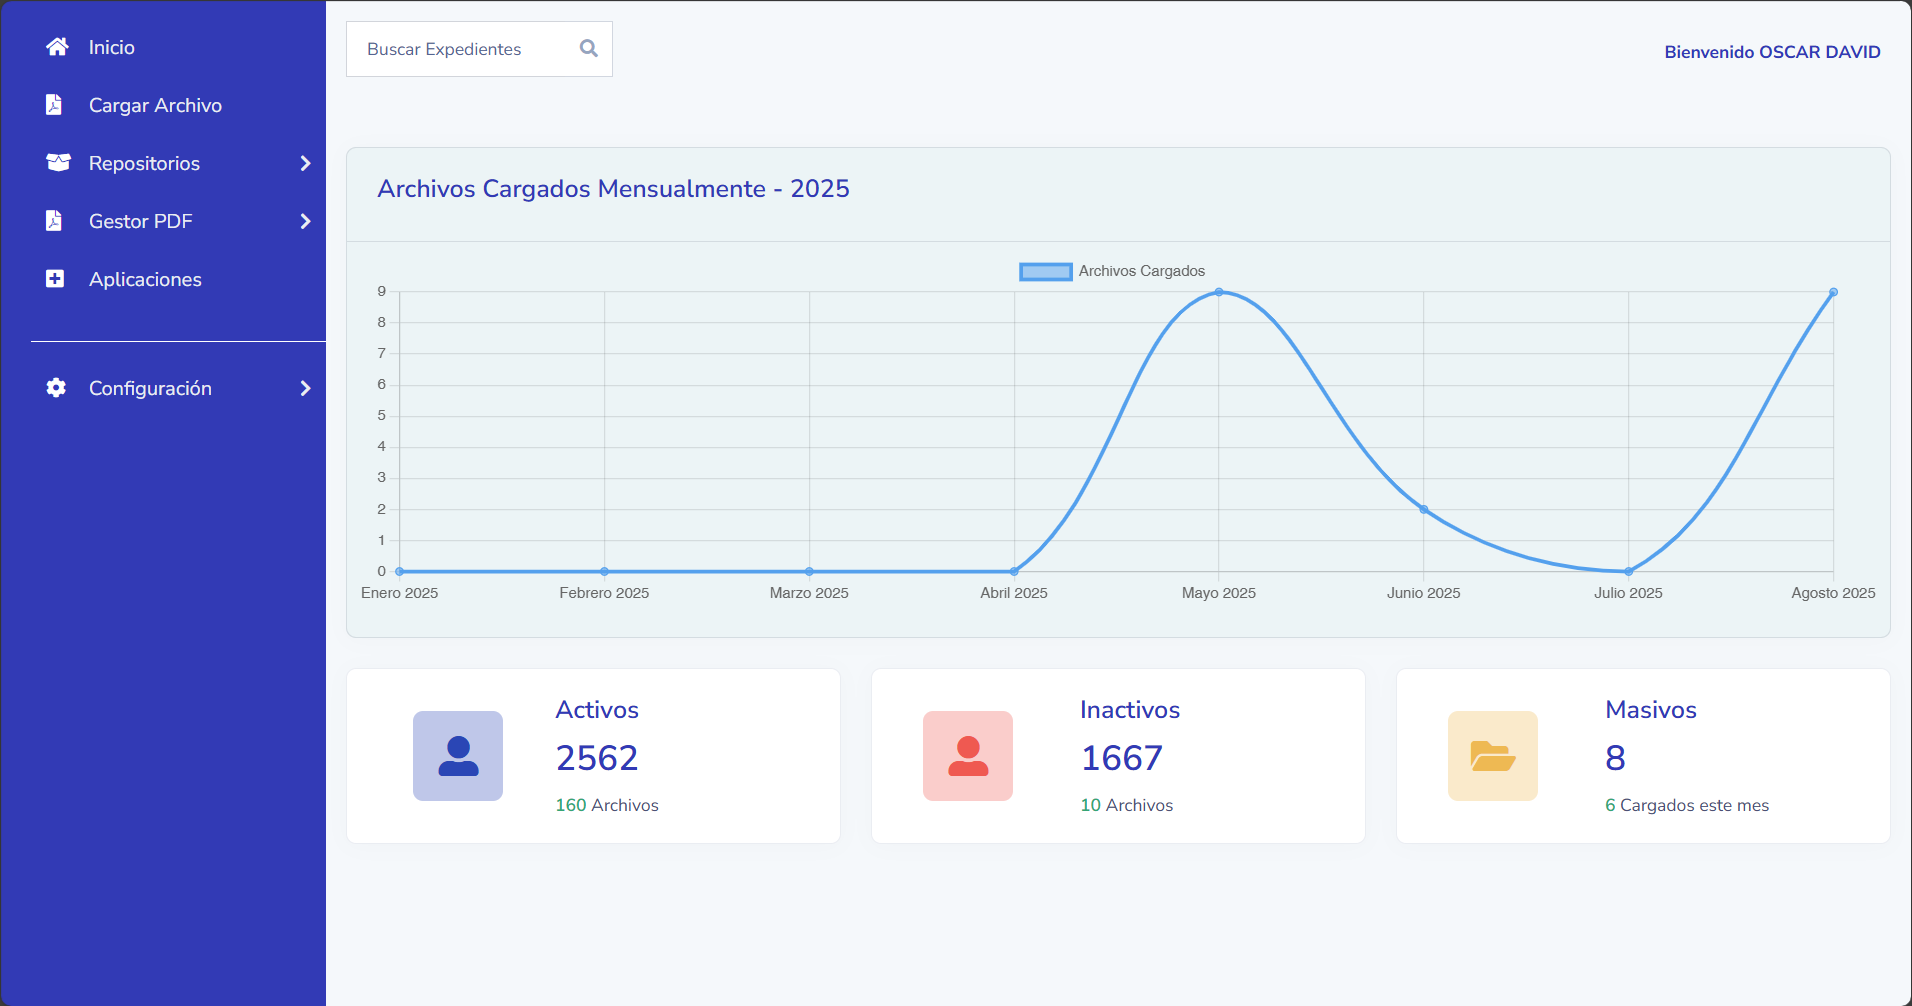 Inicio
Cargar Archivo
Repositorios
Gestor PDF
Aplicaciones
Configuración
Buscar Expedientes
Bienvenido OSCAR DAVID
Archivos Cargados Mensualmente - 2025
Archivos Cargados
9
8
7
6
5
4
3
2
1
0
Enero 2025 Febrero 2025 Marzo 2025 Abril 2025 Mayo 2025 Junio 2025 Julio 2025 Agosto 2025
Activos
2562
160 Archivos
Inactivos
1667
10 Archivos
Masivos
8
6 Cargados este mes